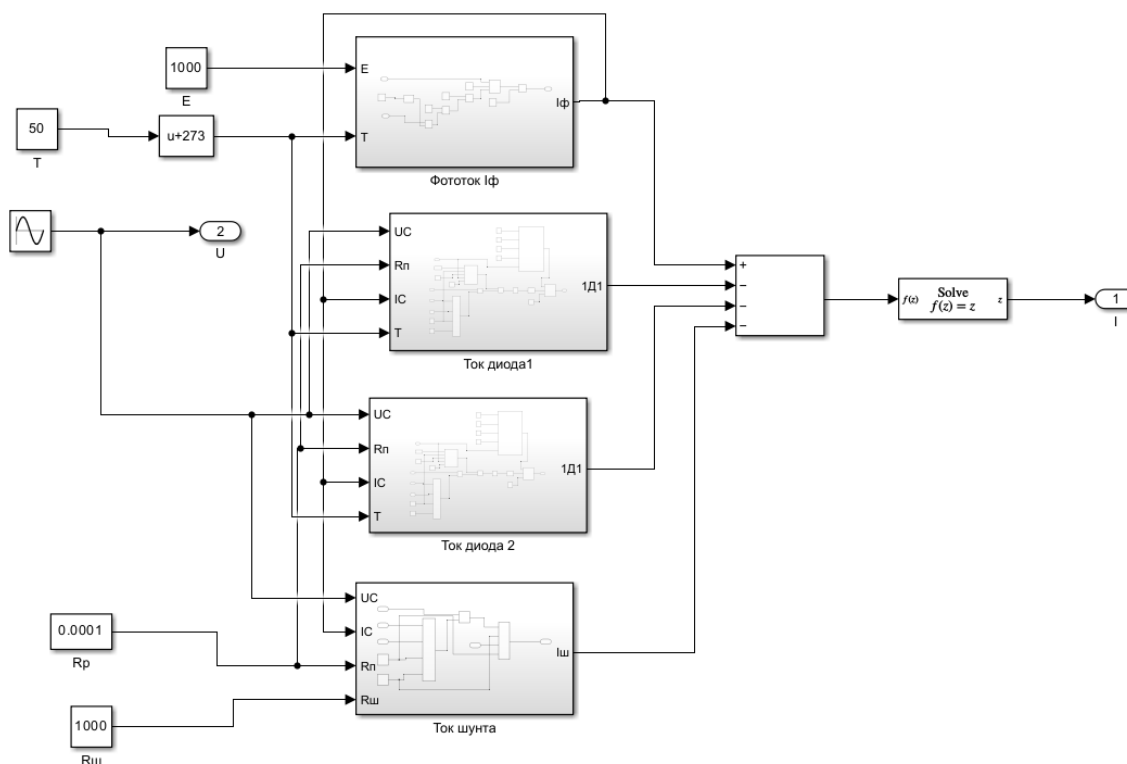 1000
E
E
T
Iф
Фототок Iф
50
T
u+273
2
U
UC
Rп
IC
T
1Д1
Ток диода1
+
−
−
−
f(z)
Solve
f(z) = z
z
1
I
UC
Rп
IC
T
1Д1
Ток диода 2
UC
IC
Rп
Rш
Iш
Ток шунта
0.0001
Rp
1000
Rш